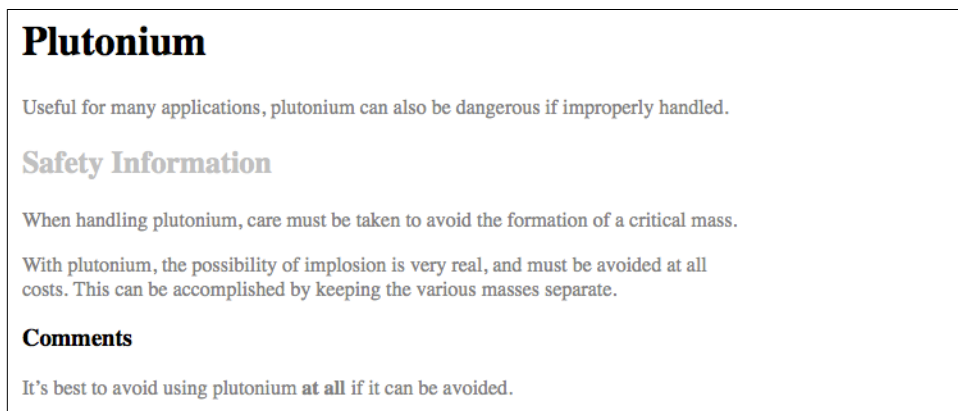 Plutonium
Useful for many applications, plutonium can also be dangerous if improperly handled.
Safety Information
When handling plutonium, care must be taken to avoid the formation of a critical mass.
With plutonium, the possibility of implosion is very real, and must be avoided at all
costs. This can be accomplished by keeping the various masses separate.
Comments
It’s best to avoid using plutonium at all if it can be avoided.